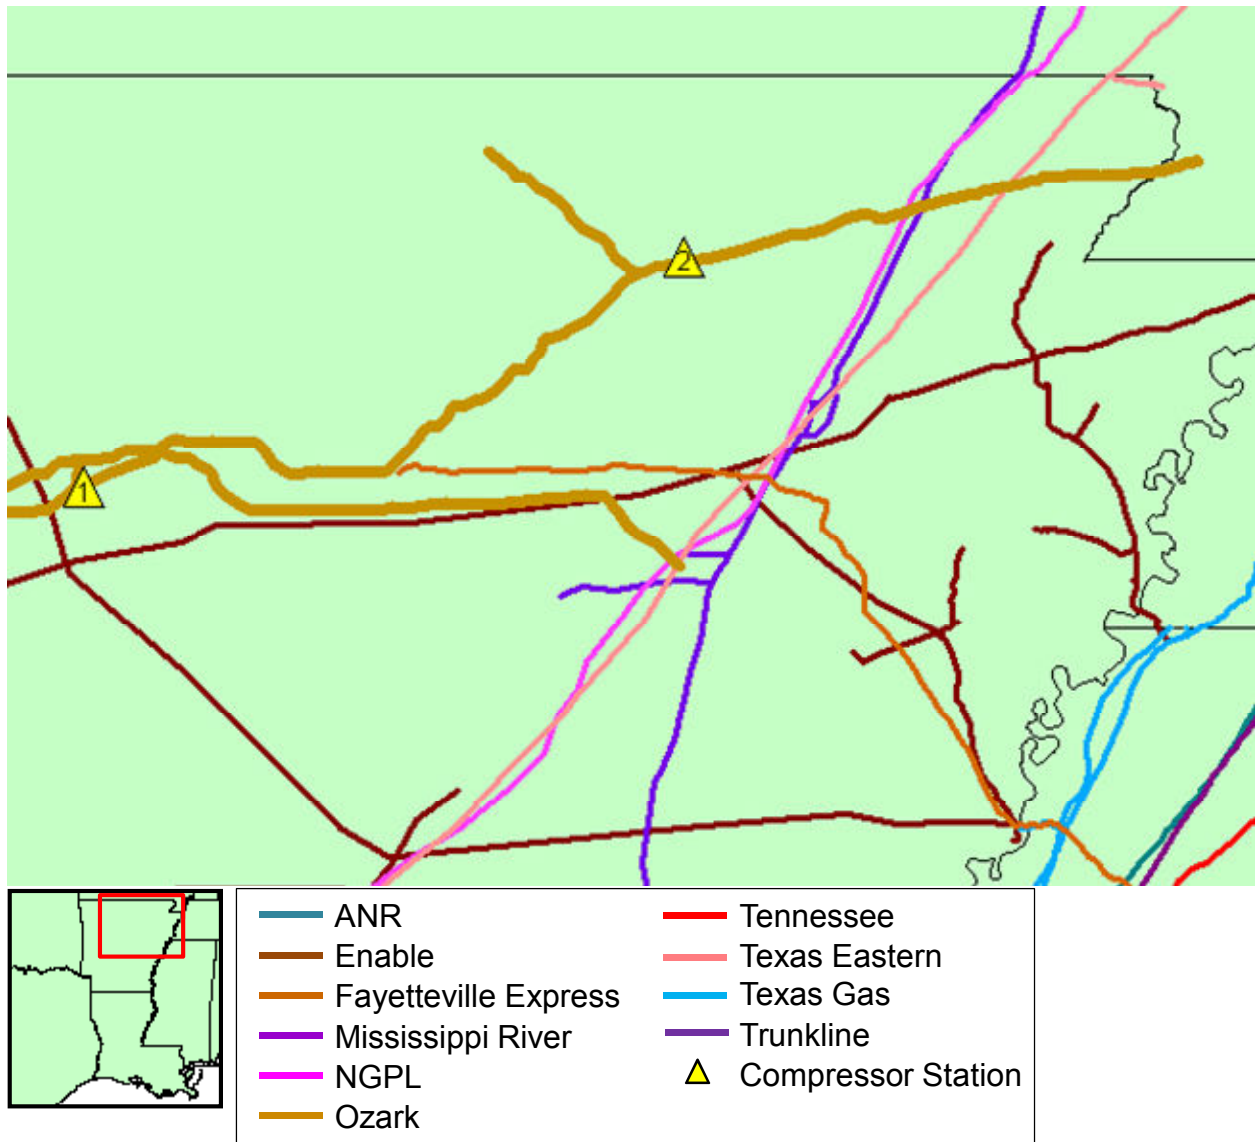 2
1
ANR
Enable
Fayetteville Express
Mississippi River
NGPL
Ozark
Tennessee
Texas Eastern
Texas Gas
Trunkline
Compressor Station